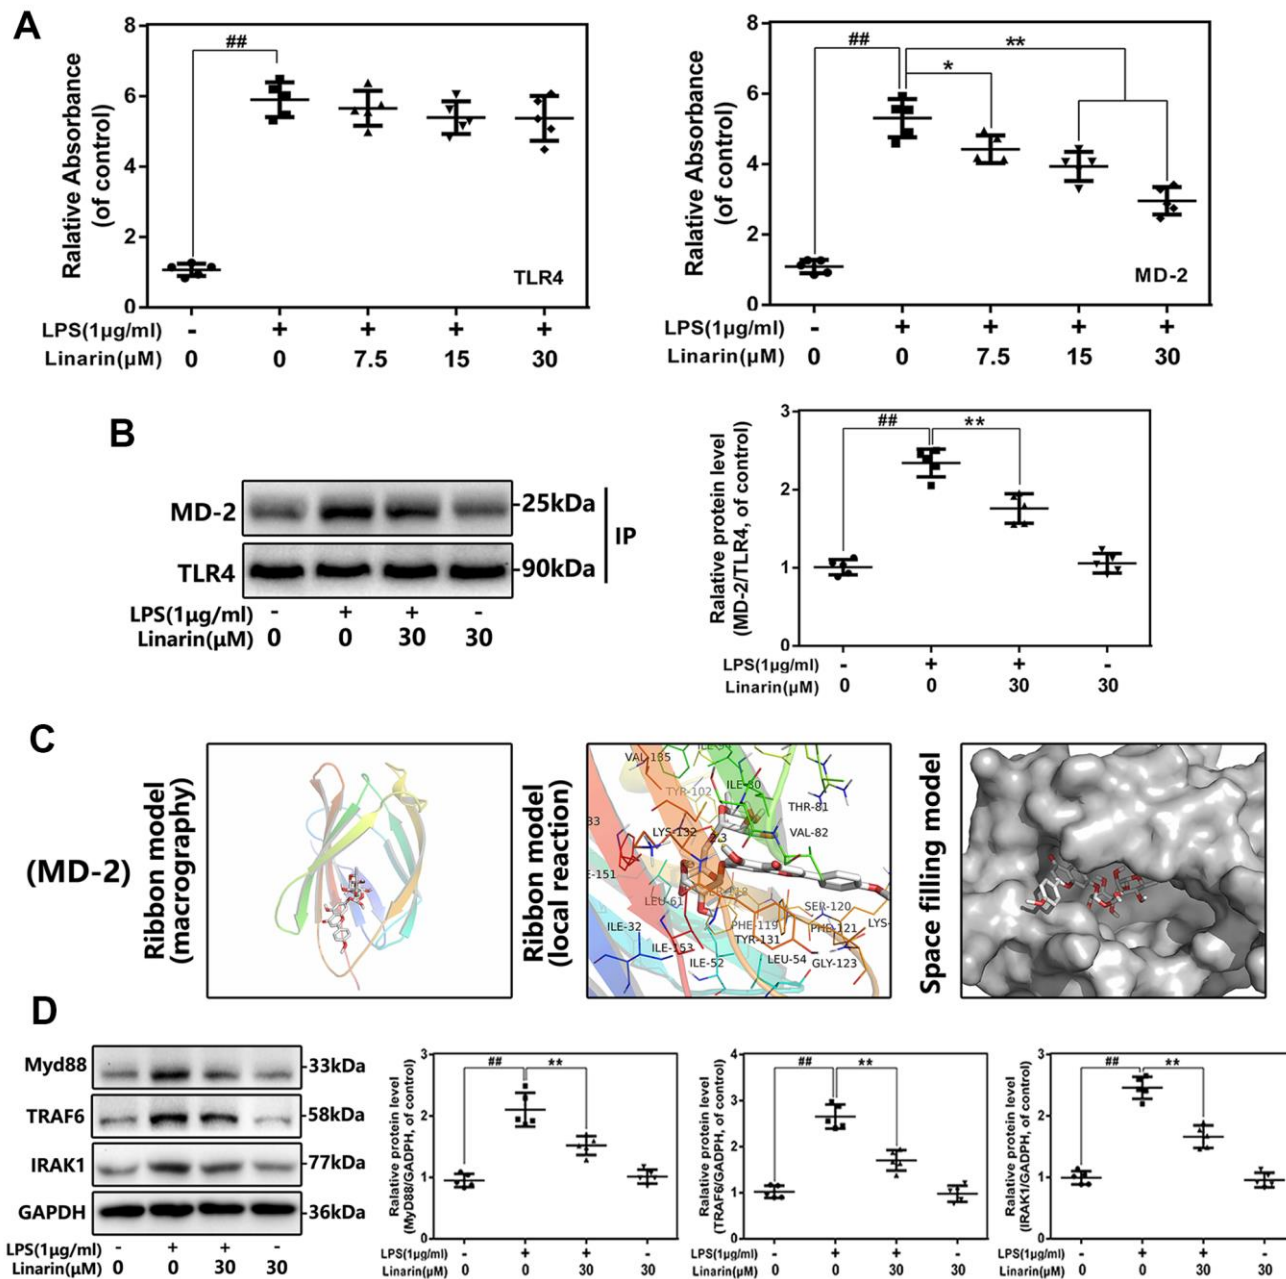 A
Ralative Absorbance
(of control)
8
6
4
2
0
##
TLR4
LPS(1μg/ml) - + + + +
Linarin(μM) 0 0 7.5 15 30
Ralative Absorbance
(of control)
8
6
4
2
0
## * **
MD-2
LPS(1μg/ml) - + + + +
Linarin(μM) 0 0 7.5 15 30
B
MD-2 -25kDa
TLR4 -90kDa
IP
LPS(1μg/ml) - + + -
Linarin(μM) 0 0 30 30
Ralative protein level
(MD-2/TLR4, of control)
3
2
1
0
## **
LPS(1μg/ml) - + + -
Linarin(μM) 0 0 30 30
C
(MD-2)
Ribbon model
(macrography)
Ribbon model
(local reaction)
VAL-135
ILE-80
TYR-102
THR-81
LYS-132
VAL-82
E-151
LEU-61
SER-120
PHE-119
PHE-121
LYS-
ILE-32
TYR-131
ILE-153
ILE-52
LEU-54
GLY-123
Space filling model
D
Myd88 -33kDa
TRAF6 -58kDa
IRAK1 -77kDa
GAPDH -36kDa
LPS(1μg/ml) - + + -
Linarin(μM) 0 0 30 30
Ralative protein level
(MyD88/GADPH, of control)
3
2
1
0
## **
LPS(1μg/ml) - + + -
Linarin(μM) 0 0 30 30
Ralative protein level
(TRAF6/GADPH, of control)
4
3
2
1
0
## **
LPS(1μg/ml) - + + -
Linarin(μM) 0 0 30 30
Ralative protein level
(IRAK1/GADPH, of control)
3
2
1
0
## **
LPS(1μg/ml) - + + -
Linarin(μM) 0 0 30 30